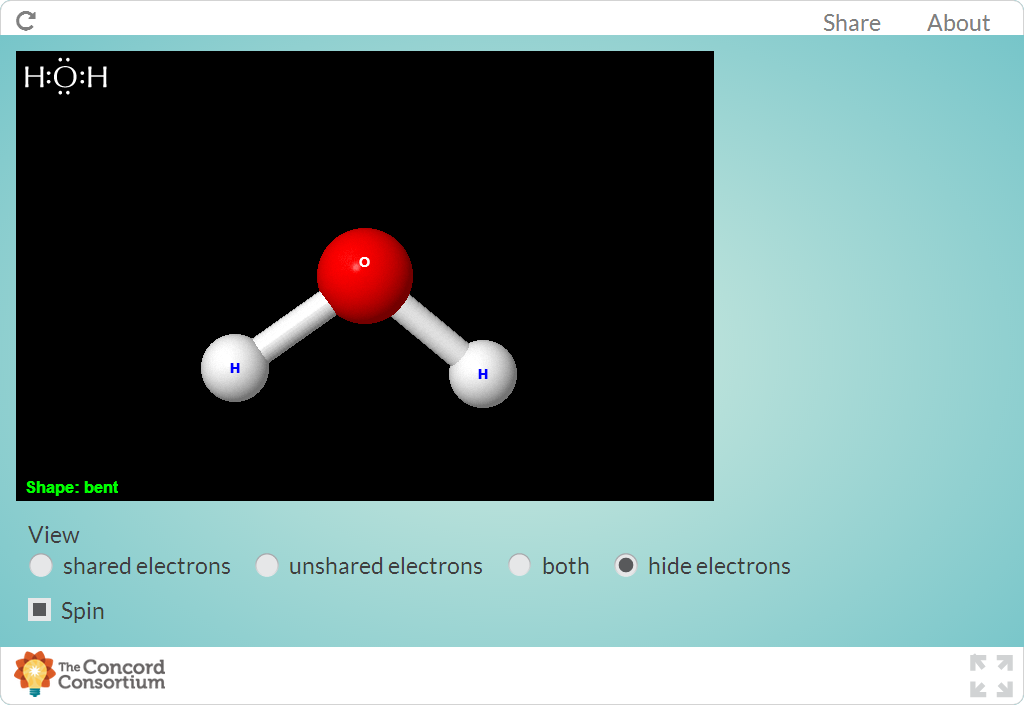 Share About
H:O:H
O
H H
Shape: bent
View
shared electrons unshared electrons both hide electrons
Spin
The Concord
Consortium